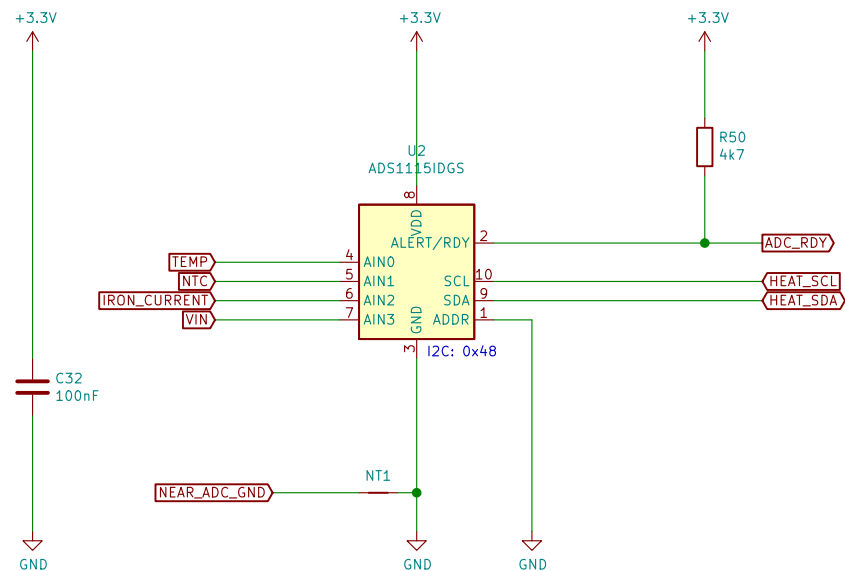 +3.3V
+3.3V
+3.3V
R50
4k7
U2
ADS1115IDGS
8
VDD
ALERT/RDY
2
ADC_RDY
TEMP
4
AIN0
NTC
5
AIN1
SCL
10
HEAT_SCL
IRON_CURRENT
6
AIN2
SDA
9
HEAT_SDA
VIN
7
AIN3
GND
ADDR
1
3
I2C: 0x48
C32
100nF
NT1
NEAR_ADC_GND
GND
GND
GND